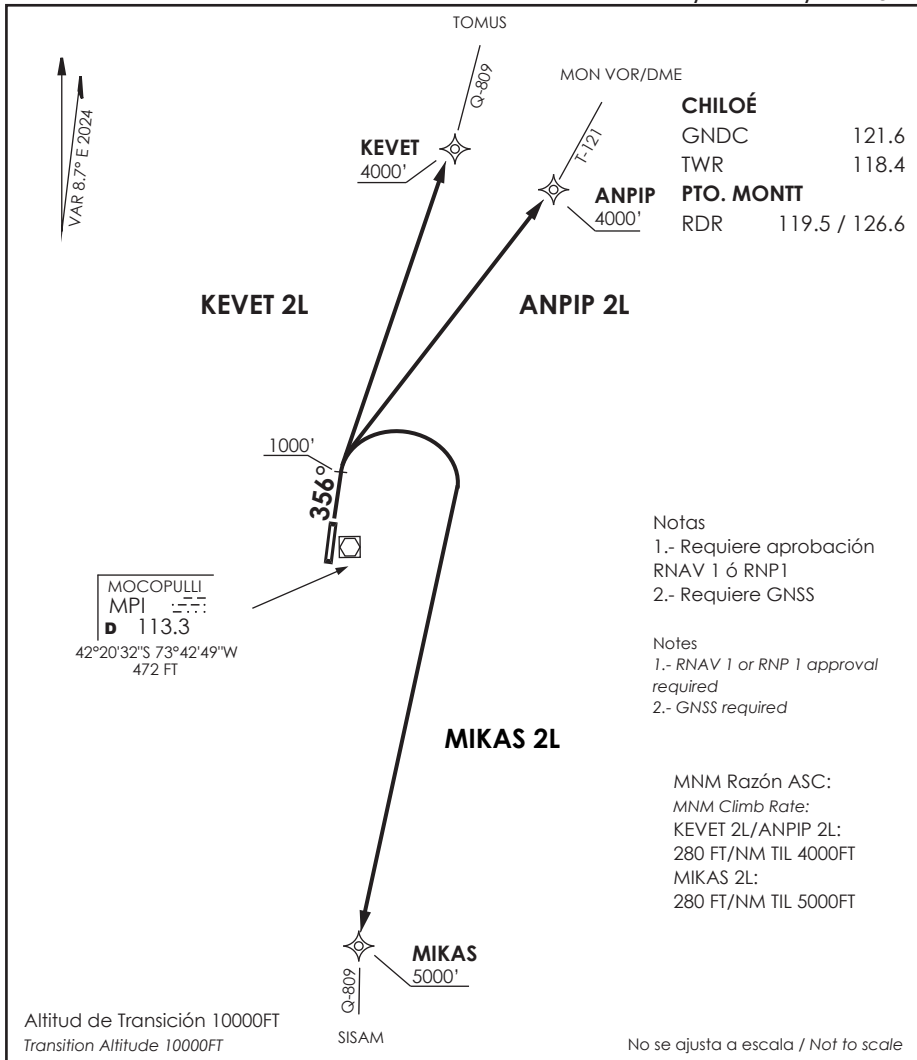 TOMUS
Q-809
MON VOR/DME
T-121
VAR 8.7° E 2024
KEVET
4000'
ANPIP
4000'
CHILOÉ
GNDC 121.6
TWR 118.4
PTO. MONTT
RDR 119.5 / 126.6
KEVET 2L
ANPIP 2L
1000'
356°
MOCOPULLI
MPI
D 113.3
42°20'32"S 73°42'49"W
472 FT
Notas
1.- Requiere aprobación
RNAV 1 ó RNP1
2.- Requiere GNSS
Notes
1.- RNAV 1 or RNP 1 approval
required
2.- GNSS required
MIKAS 2L
MNM Razón ASC:
MNM Climb Rate:
KEVET 2L/ANPIP 2L:
280 FT/NM TIL 4000FT
MIKAS 2L:
280 FT/NM TIL 5000FT
MIKAS
5000'
Q-809
SISAM
Altitud de Transición 10000FT
Transition Altitude 10000FT
No se ajusta a escala / Not to scale